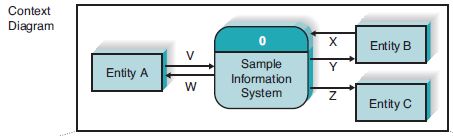 Context
Diagram
0
Sample
Information
System
Entity A
V
W
X
Y
Z
Entity B
Entity C